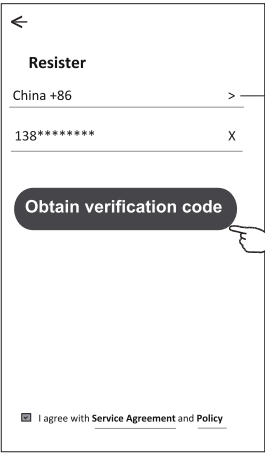 Resister
China +86 >
138******** X
Obtain verification code
I agree with Service Agreement and Policy